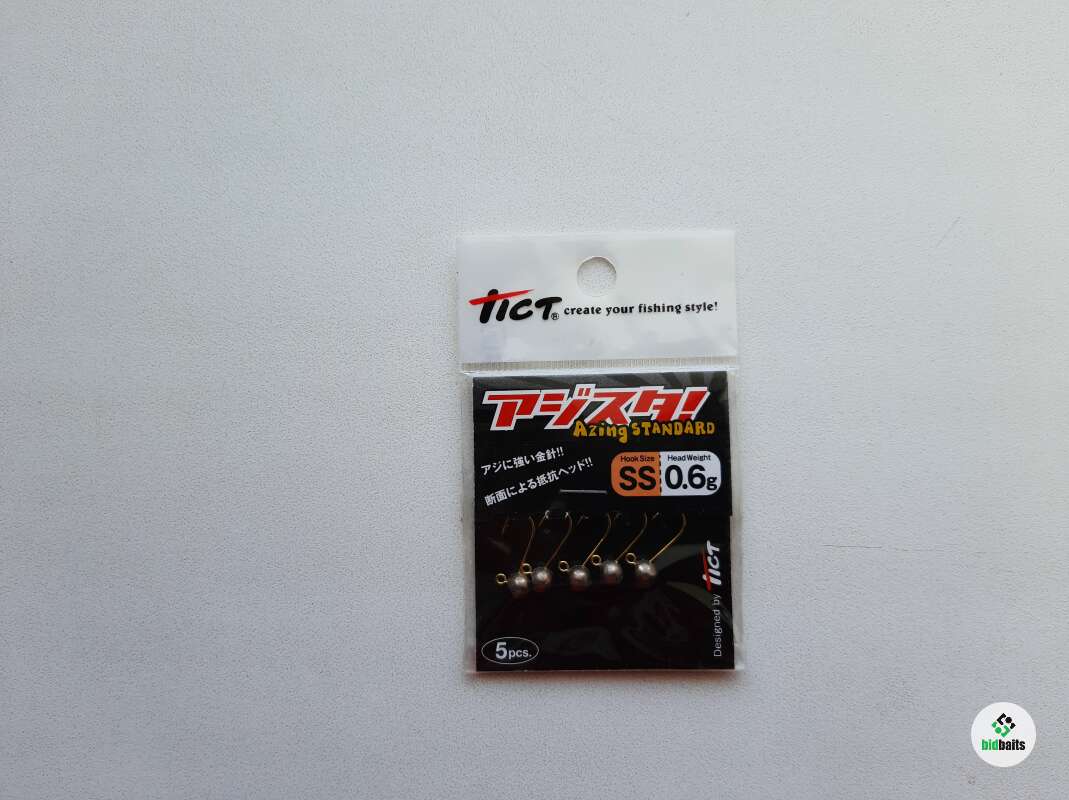 TICT® create your fishing style!
アジスタ!
Azing STANDARD
アジに強い金針!!
断面による抵抗ヘッド!!
Hook Size
SS
Head Weight
0.6g
Designed by TICT
5pcs.
bidbaits